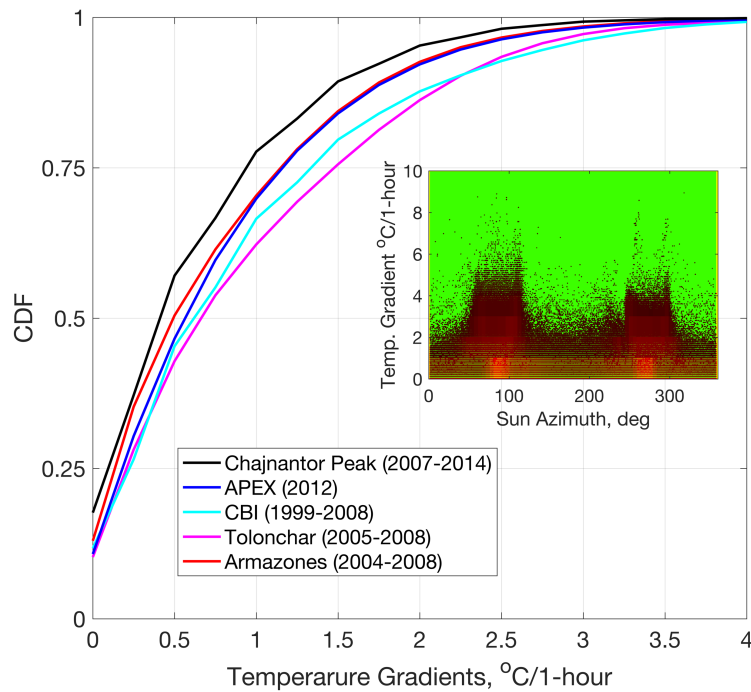 1
0.75
0.5
0.25
0
CDF
0 0.5 1 1.5 2 2.5 3 3.5 4
Temperarure Gradients, °C/1-hour
Chajnantor Peak (2007-2014)
APEX (2012)
CBI (1999-2008)
Tolonchar (2005-2008)
Armazones (2004-2008)
10
8
6
4
2
0
Temp. Gradient °C/1-hour
0 100 200 300
Sun Azimuth, deg